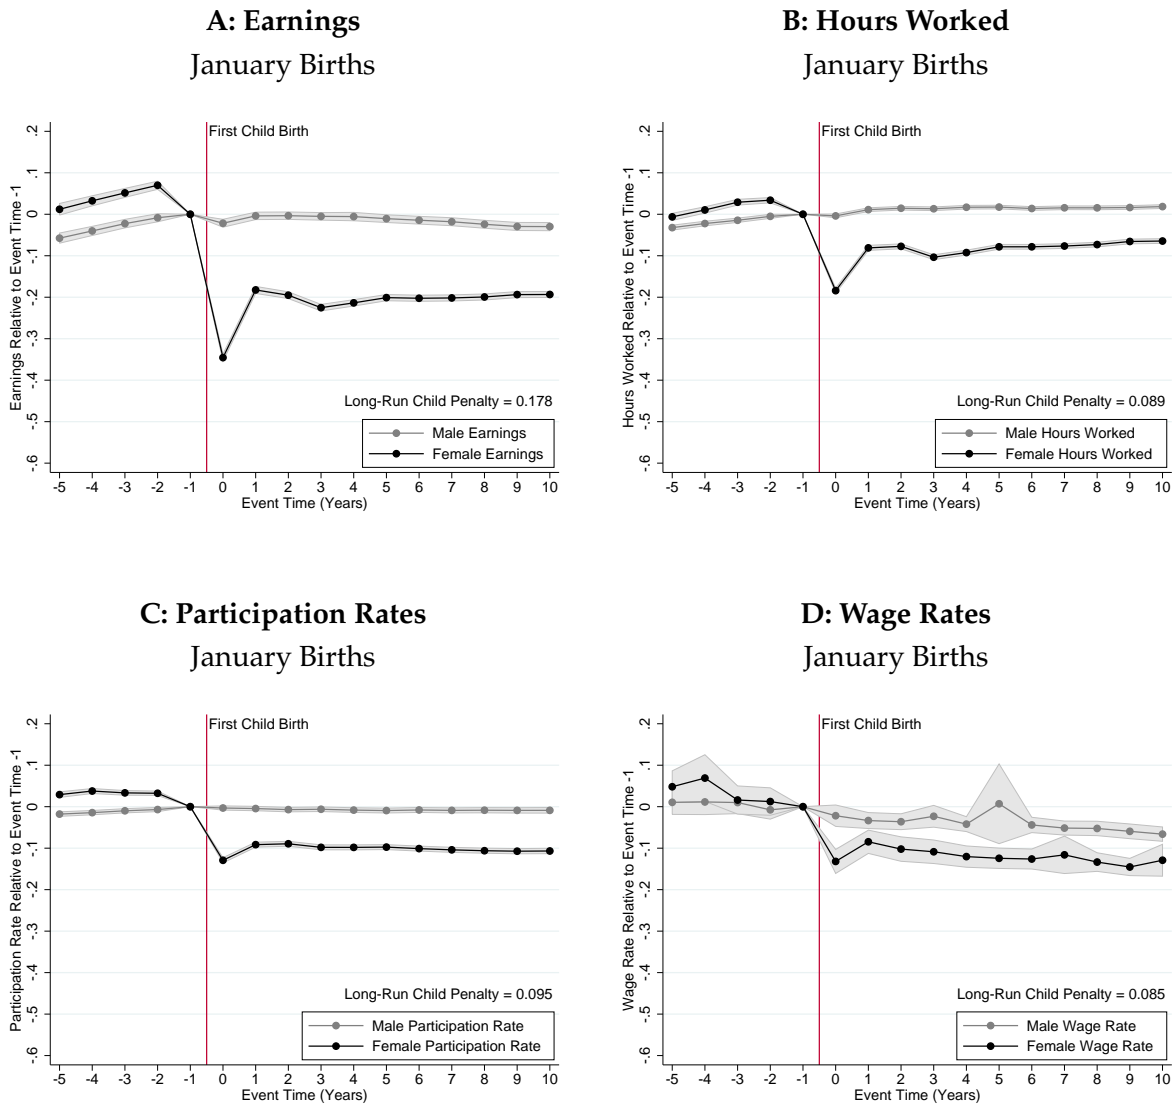 A: Earnings
January Births
Earnings Relative to Event Time -1
.2
.1
0
-.1
-.2
-.3
-.4
-.5
-.6
First Child Birth
Long-Run Child Penalty = 0.178
Male Earnings
Female Earnings
-5 -4 -3 -2 -1 0 1 2 3 4 5 6 7 8 9 10
Event Time (Years)
B: Hours Worked
January Births
Hours Worked Relative to Event Time -1
.2
.1
0
-.1
-.2
-.3
-.4
-.5
-.6
First Child Birth
Long-Run Child Penalty = 0.089
Male Hours Worked
Female Hours Worked
-5 -4 -3 -2 -1 0 1 2 3 4 5 6 7 8 9 10
Event Time (Years)
C: Participation Rates
January Births
Participation Rate Relative to Event Time -1
.2
.1
0
-.1
-.2
-.3
-.4
-.5
-.6
First Child Birth
Long-Run Child Penalty = 0.095
Male Participation Rate
Female Participation Rate
-5 -4 -3 -2 -1 0 1 2 3 4 5 6 7 8 9 10
Event Time (Years)
D: Wage Rates
January Births
Wage Rate Relative to Event Time -1
.2
.1
0
-.1
-.2
-.3
-.4
-.5
-.6
First Child Birth
Long-Run Child Penalty = 0.085
Male Wage Rate
Female Wage Rate
-5 -4 -3 -2 -1 0 1 2 3 4 5 6 7 8 9 10
Event Time (Years)